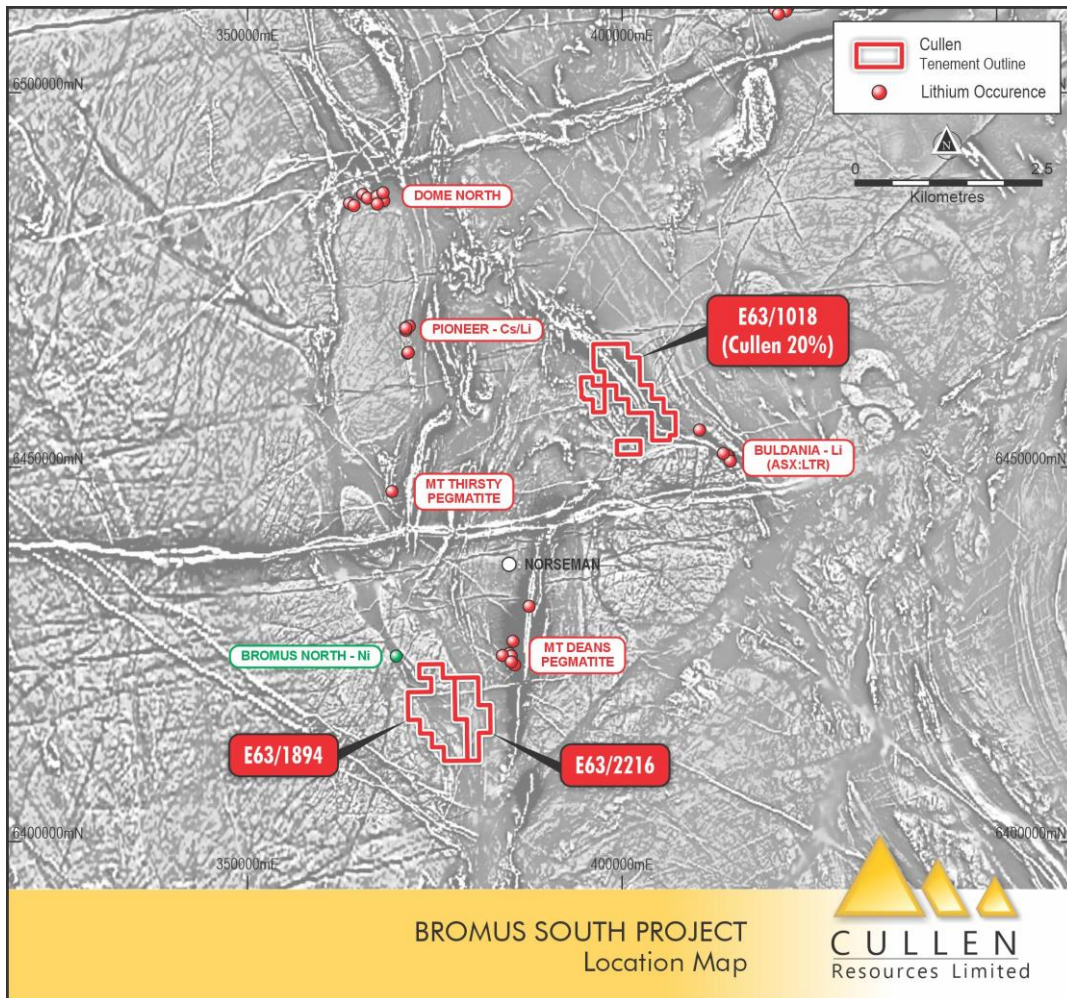 350000mE
400000mE
6500000mN
Cullen
Tenement Outline
Lithium Occurence
N
0
2.5
Kilometres
DOME NORTH
PIONEER - Cs/Li
E63/1018
(Cullen 20%)
6450000mN
6450000mN
BULDANIA - Li
(ASX:LTR)
MT THIRSTY
PEGMATITE
NORSEMAN
BROMUS NORTH - Ni
MT DEANS
PEGMATITE
E63/1894
E63/2216
6400000mN
6400000mN
350000mE
400000mE
BROMUS SOUTH PROJECT
Location Map
CULLEN
Resources Limited